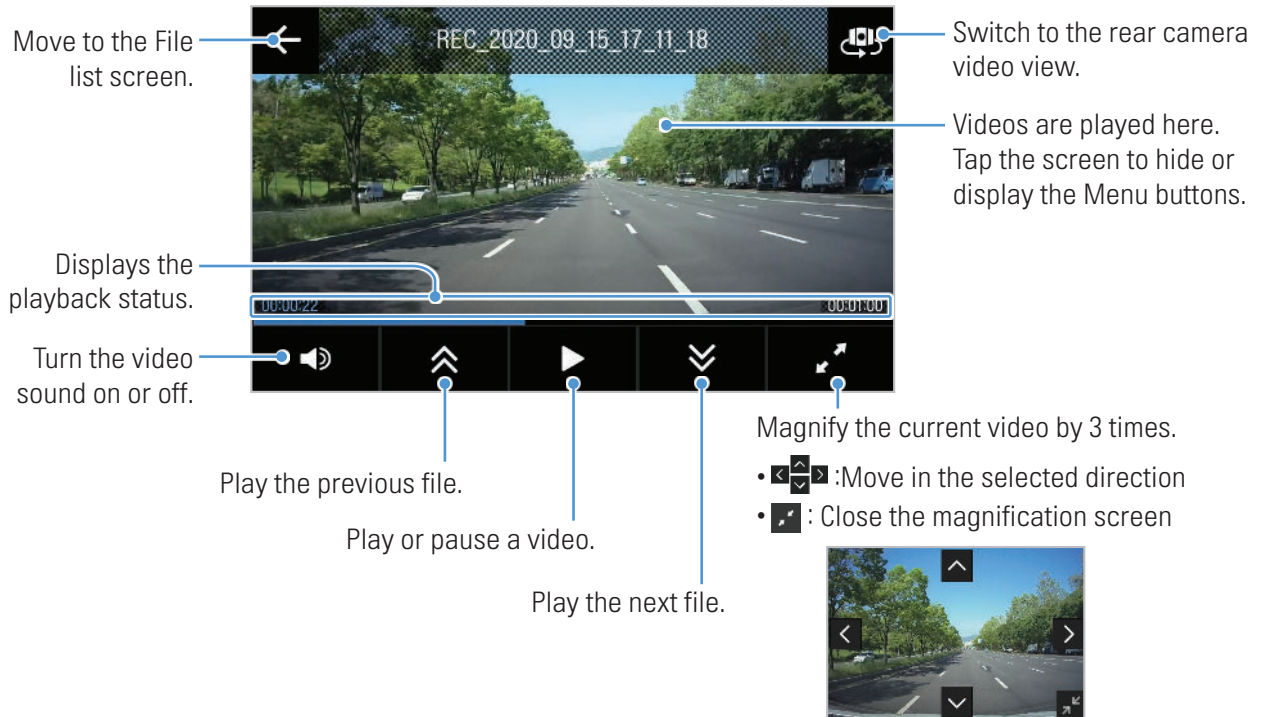 Move to the File
list screen.
REC_2020_09_15_17_11_18
Switch to the rear camera
video view.
Videos are played here.
Tap the screen to hide or
display the Menu buttons.
Displays the
playback status.
00:00:22
00:01:00
Turn the video
sound on or off.
Magnify the current video by 3 times.
• :Move in the selected direction
• : Close the magnification screen
Play the previous file.
Play or pause a video.
Play the next file.